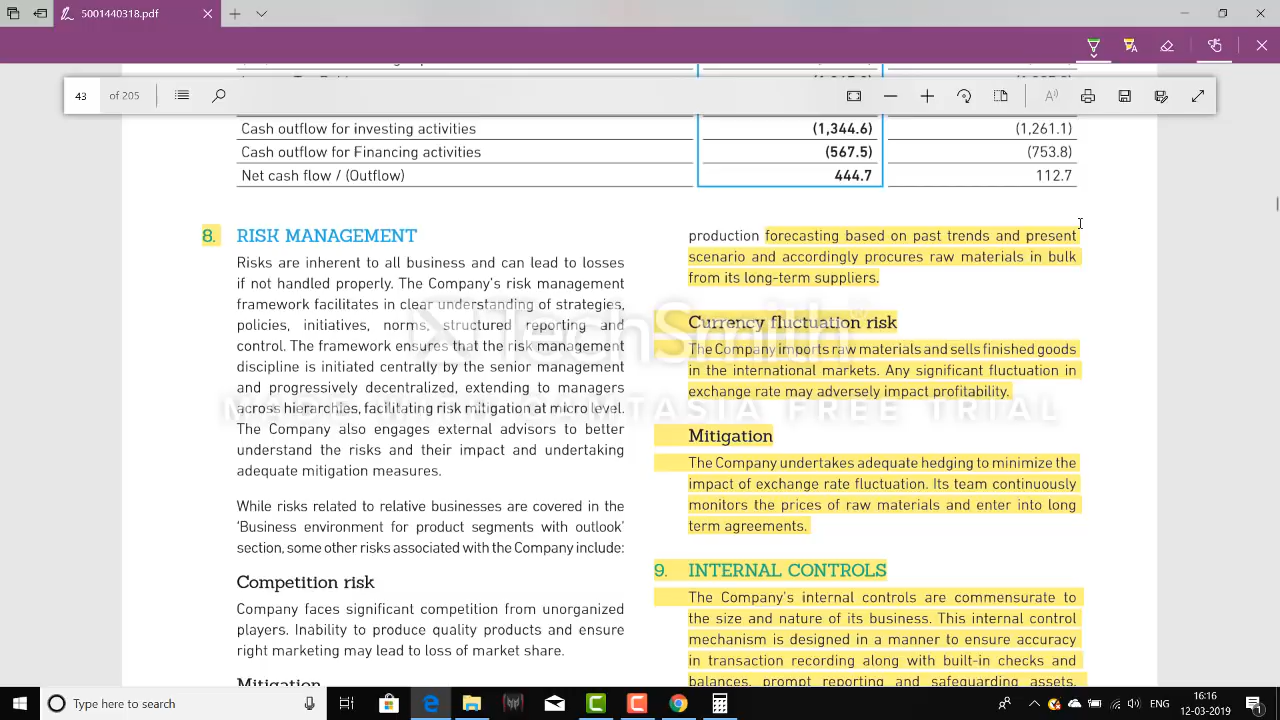 5001440318.pdf
43 of 205
Cash outflow for investing activities (1,344.6) (1,261.1)
Cash outflow for Financing activities (567.5) (753.8)
Net cash flow / (Outflow) 444.7 112.7
8. RISK MANAGEMENT
Risks are inherent to all business and can lead to losses
if not handled properly. The Company's risk management
framework facilitates in clear understanding of strategies,
policies, initiatives, norms, structured reporting and
control. The framework ensures that the risk management
discipline is initiated centrally by the senior management
and progressively decentralized, extending to managers
across hierarchies, facilitating risk mitigation at micro level.
The Company also engages external advisors to better
understand the risks and their impact and undertaking
adequate mitigation measures.
While risks related to relative businesses are covered in the
'Business environment for product segments with outlook'
section, some other risks associated with the Company include:
Competition risk
Company faces significant competition from unorganized
players. Inability to produce quality products and ensure
right marketing may lead to loss of market share.
Mitigation
production forecasting based on past trends and present
scenario and accordingly procures raw materials in bulk
from its long-term suppliers.
Currency fluctuation risk
The Company imports raw materials and sells finished goods
in the international markets. Any significant fluctuation in
exchange rate may adversely impact profitability.
Mitigation
The Company undertakes adequate hedging to minimize the
impact of exchange rate fluctuation. Its team continuously
monitors the prices of raw materials and enter into long
term agreements.
9. INTERNAL CONTROLS
The Company's internal controls are commensurate to
the size and nature of its business. This internal control
mechanism is designed in a manner to ensure accuracy
in transaction recording along with built-in checks and
balances, prompt reporting and safeguarding assets.
TechSmith
MADE WITH CAMTASIA FREE TRIAL
Type here to search
16:16
12-03-2019